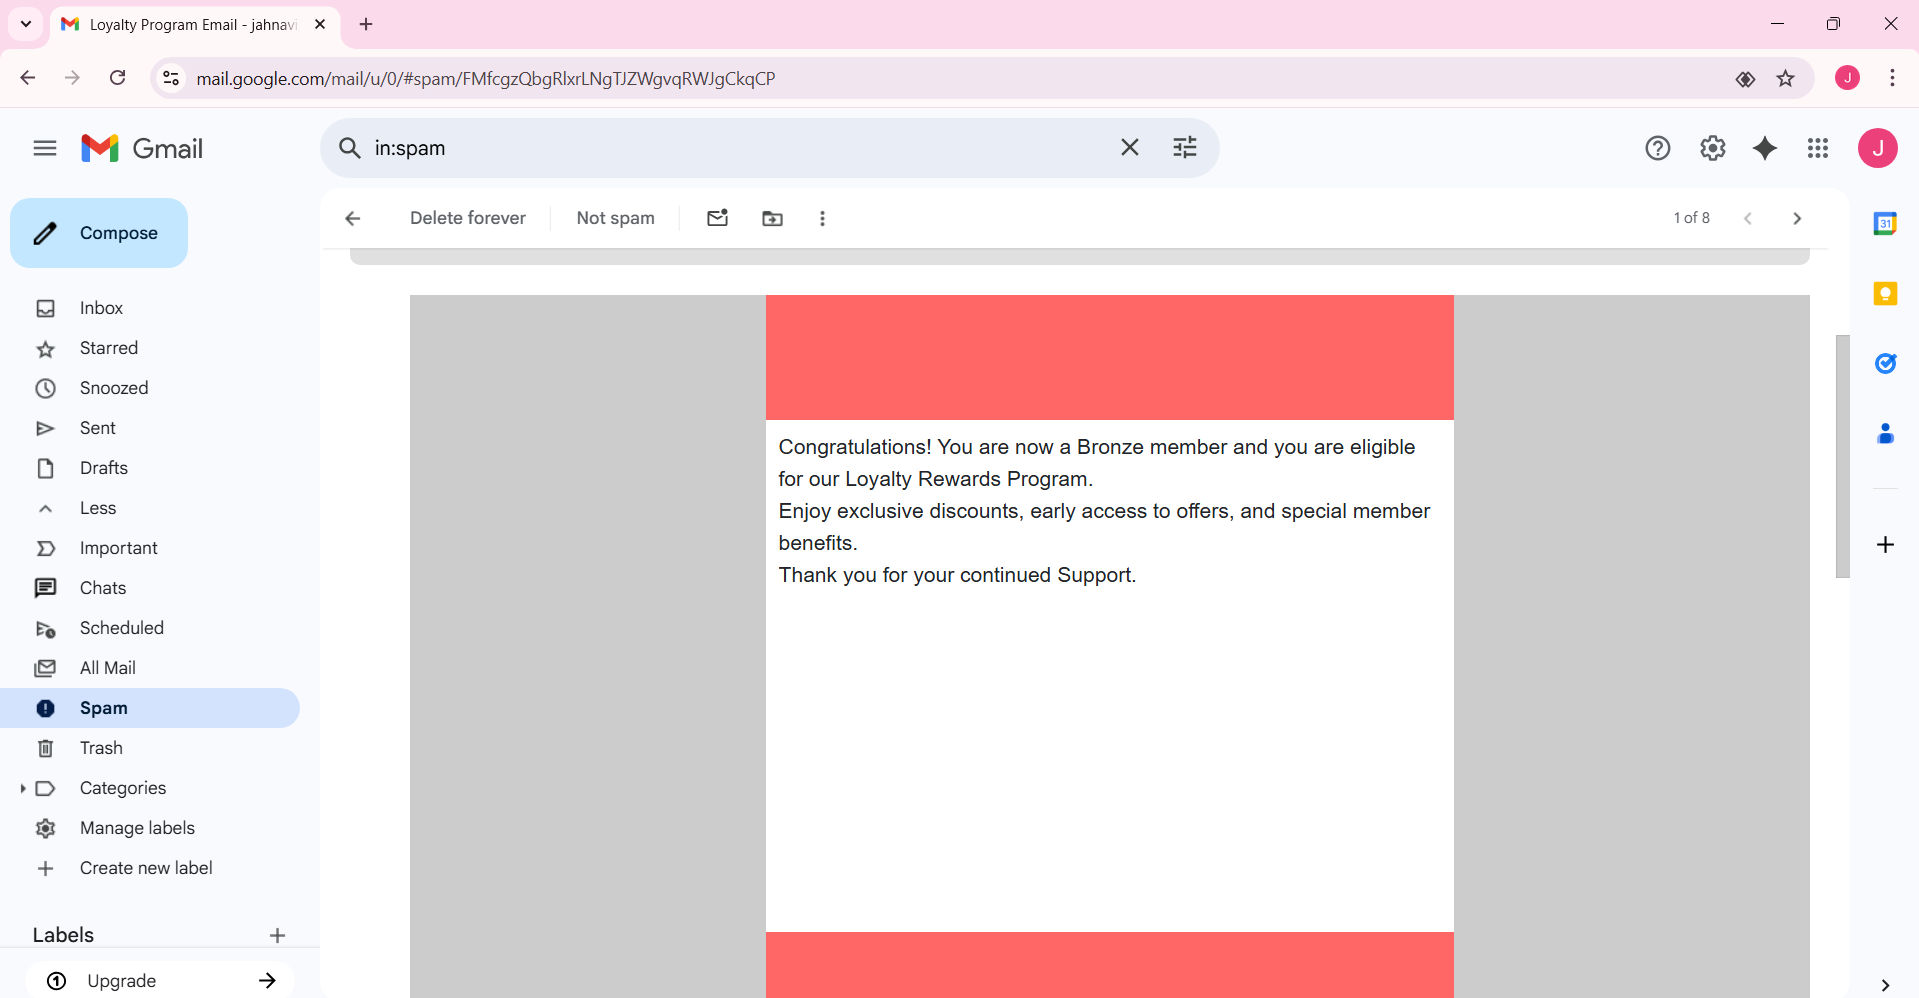 Loyalty Program Email - jahnavi
mail.google.com/mail/u/0/#spam/FMfcgzQbgRlxrLNgTJZWgvqRWJgCkqCP
J
Gmail
in:spam
J
Compose
Delete forever
Not spam
1 of 8
31
Inbox
Starred
Snoozed
Sent
Drafts
Less
Important
Chats
Scheduled
All Mail
Spam
Trash
Categories
Manage labels
Create new label
Labels
1 Upgrade
Congratulations! You are now a Bronze member and you are eligible
for our Loyalty Rewards Program.
Enjoy exclusive discounts, early access to offers, and special member
benefits.
Thank you for your continued Support.